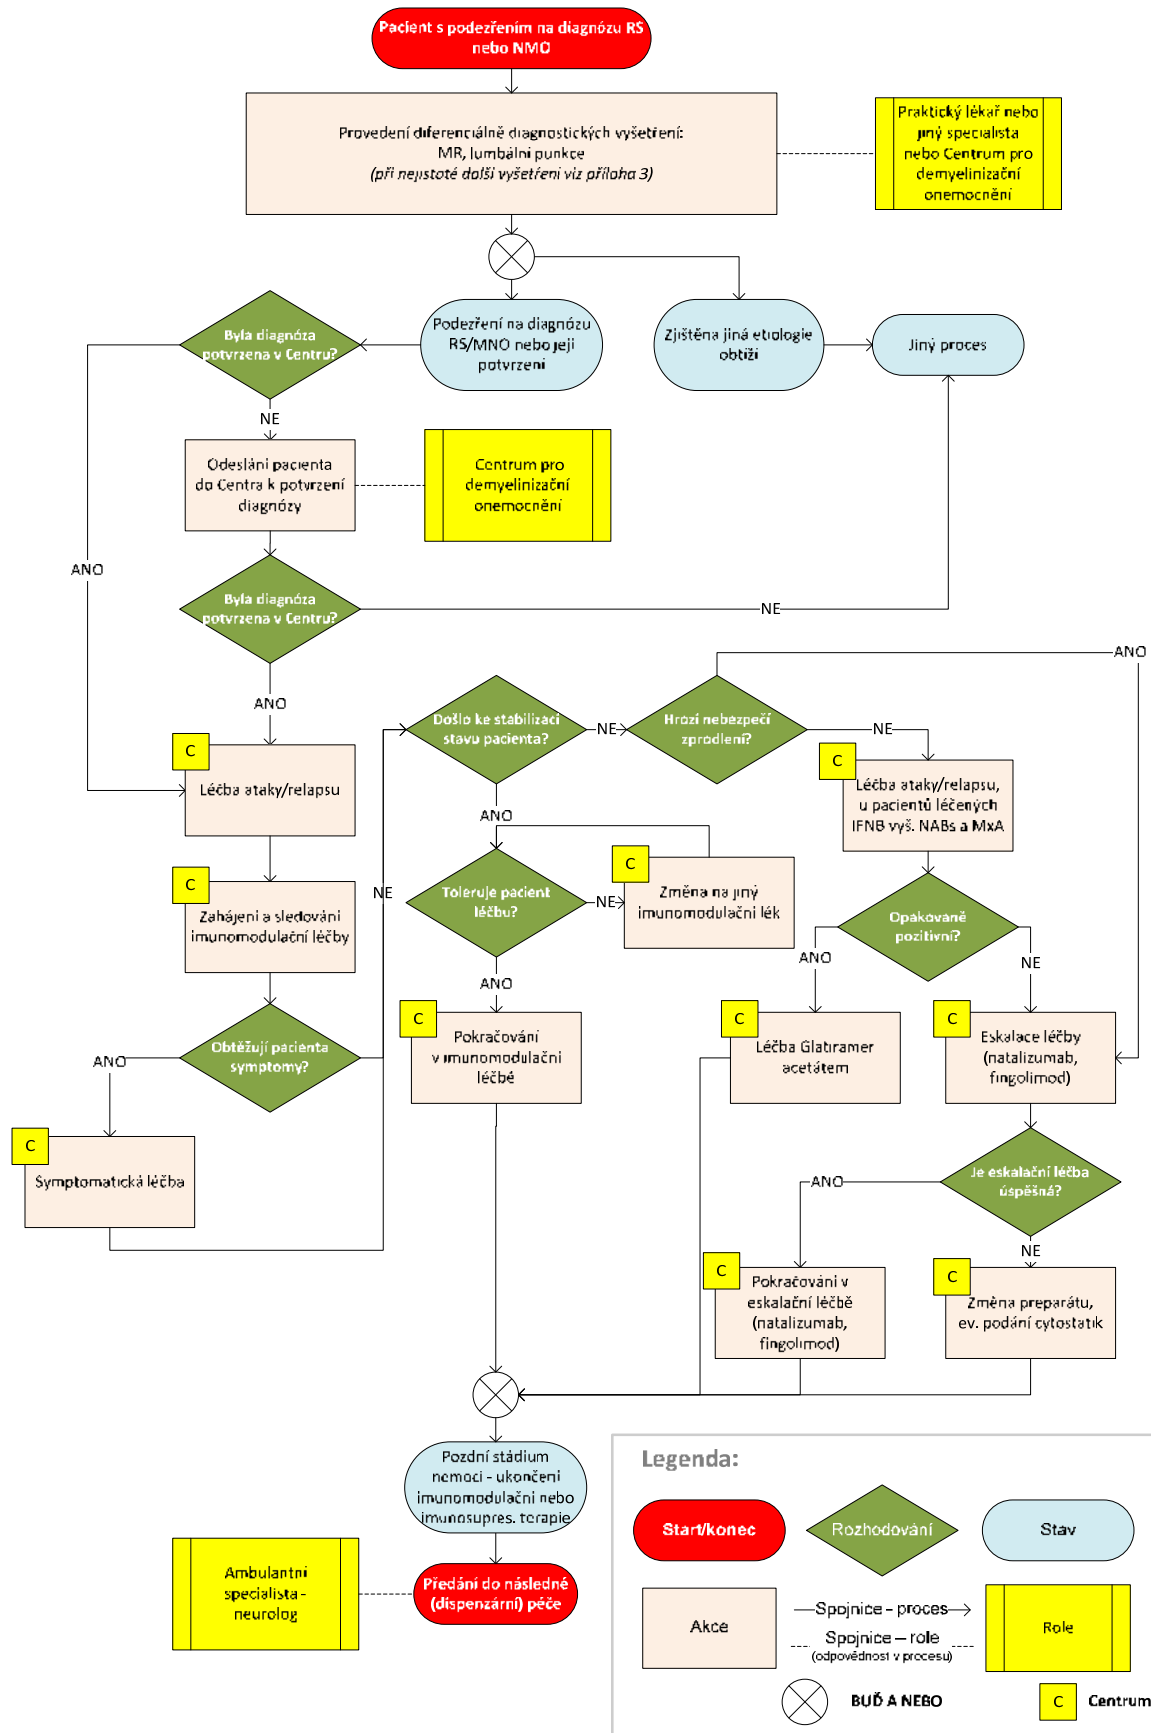 Pacient s podezřením na diagnózu RS
nebo NMO
Provedení diferenciálně diagnostických vyšetření:
MR, lumbální punkce
(při nejistotě další vyšetření viz příloha 3)
Praktický lékař nebo
jiný specialista
nebo Centrum pro
demyelinizační
onemocnění
Podezření na diagnózu
RS/MNO nebo její
potvrzení
Zjištěna jiná etiologie
obtíží
Jiný proces
Byla diagnóza
potvrzena v Centru?
NE
Odeslání pacienta
do Centra k potvrzení
diagnózy
Centrum pro
demyelinizační
onemocnění
ANO
Byla diagnóza
potvrzena v Centru?
NE
ANO
ANO
Došlo ke stabilizaci
stavu pacienta?
NE
Hrozí nebezpečí
zprodlení?
NE
C
Léčba ataky/relapsu
C
Léčba ataky/relapsu,
u pacientů léčených
IFNB vyš. NABs a MxA
ANO
C
Zahájení a sledování
imunomodulační léčby
NE
Toleruje pacient
léčbu?
NE
C
Změna na jiný
imunomodulační lék
Opakovaně
pozitivní?
ANO
NE
ANO
C
Pokračování
v imunomodulační
léčbě
C
Léčba Glatiramer
acetátem
C
Eskalace léčby
(natalizumab,
fingolimod)
Obtěžují pacienta
symptomy?
ANO
C
Symptomatická léčba
Je eskalační léčba
úspěšná?
ANO
NE
C
Pokračování v
eskalační léčbě
(natalizumab,
fingolimod)
C
Změna preparátu,
ev. podání cytostatik
Pozdní stádium
nemoci - ukončení
imunomodulační nebo
imosupres. terapie
Ambulantní
specialista -
neurolog
Předání do následné
(dispenzární) péče
Legenda:
Start/konec
Rozhodování
Stav
Akce
Spojnice - proces
Spojnice – role
(odpovědnost v procesu)
Role
BUĎ A NEBO
C
Centrum